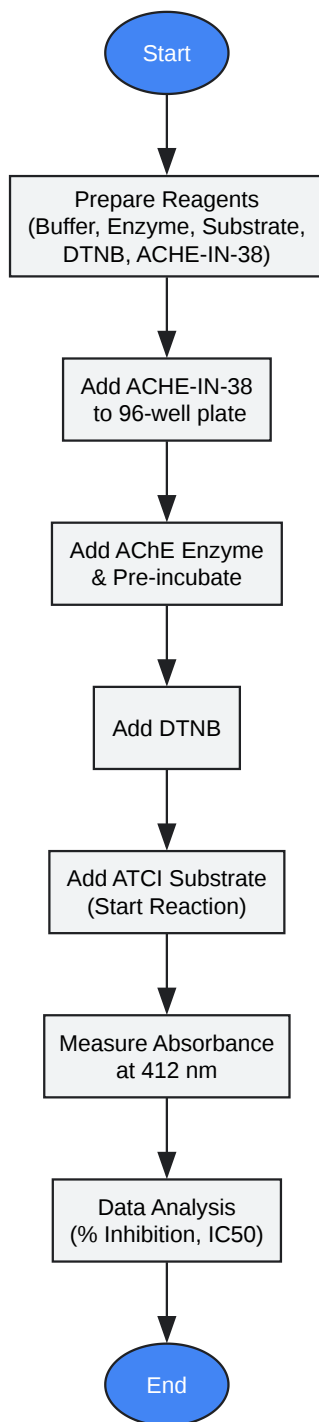 Start
Prepare Reagents
(Buffer, Enzyme, Substrate,
DTNB, ACHE-IN-38)
Add ACHE-IN-38
to 96-well plate
Add AChE Enzyme
& Pre-incubate
Add DTNB
Add ATCI Substrate
(Start Reaction)
Measure Absorbance
at 412 nm
Data Analysis
(% Inhibition, IC50)
End